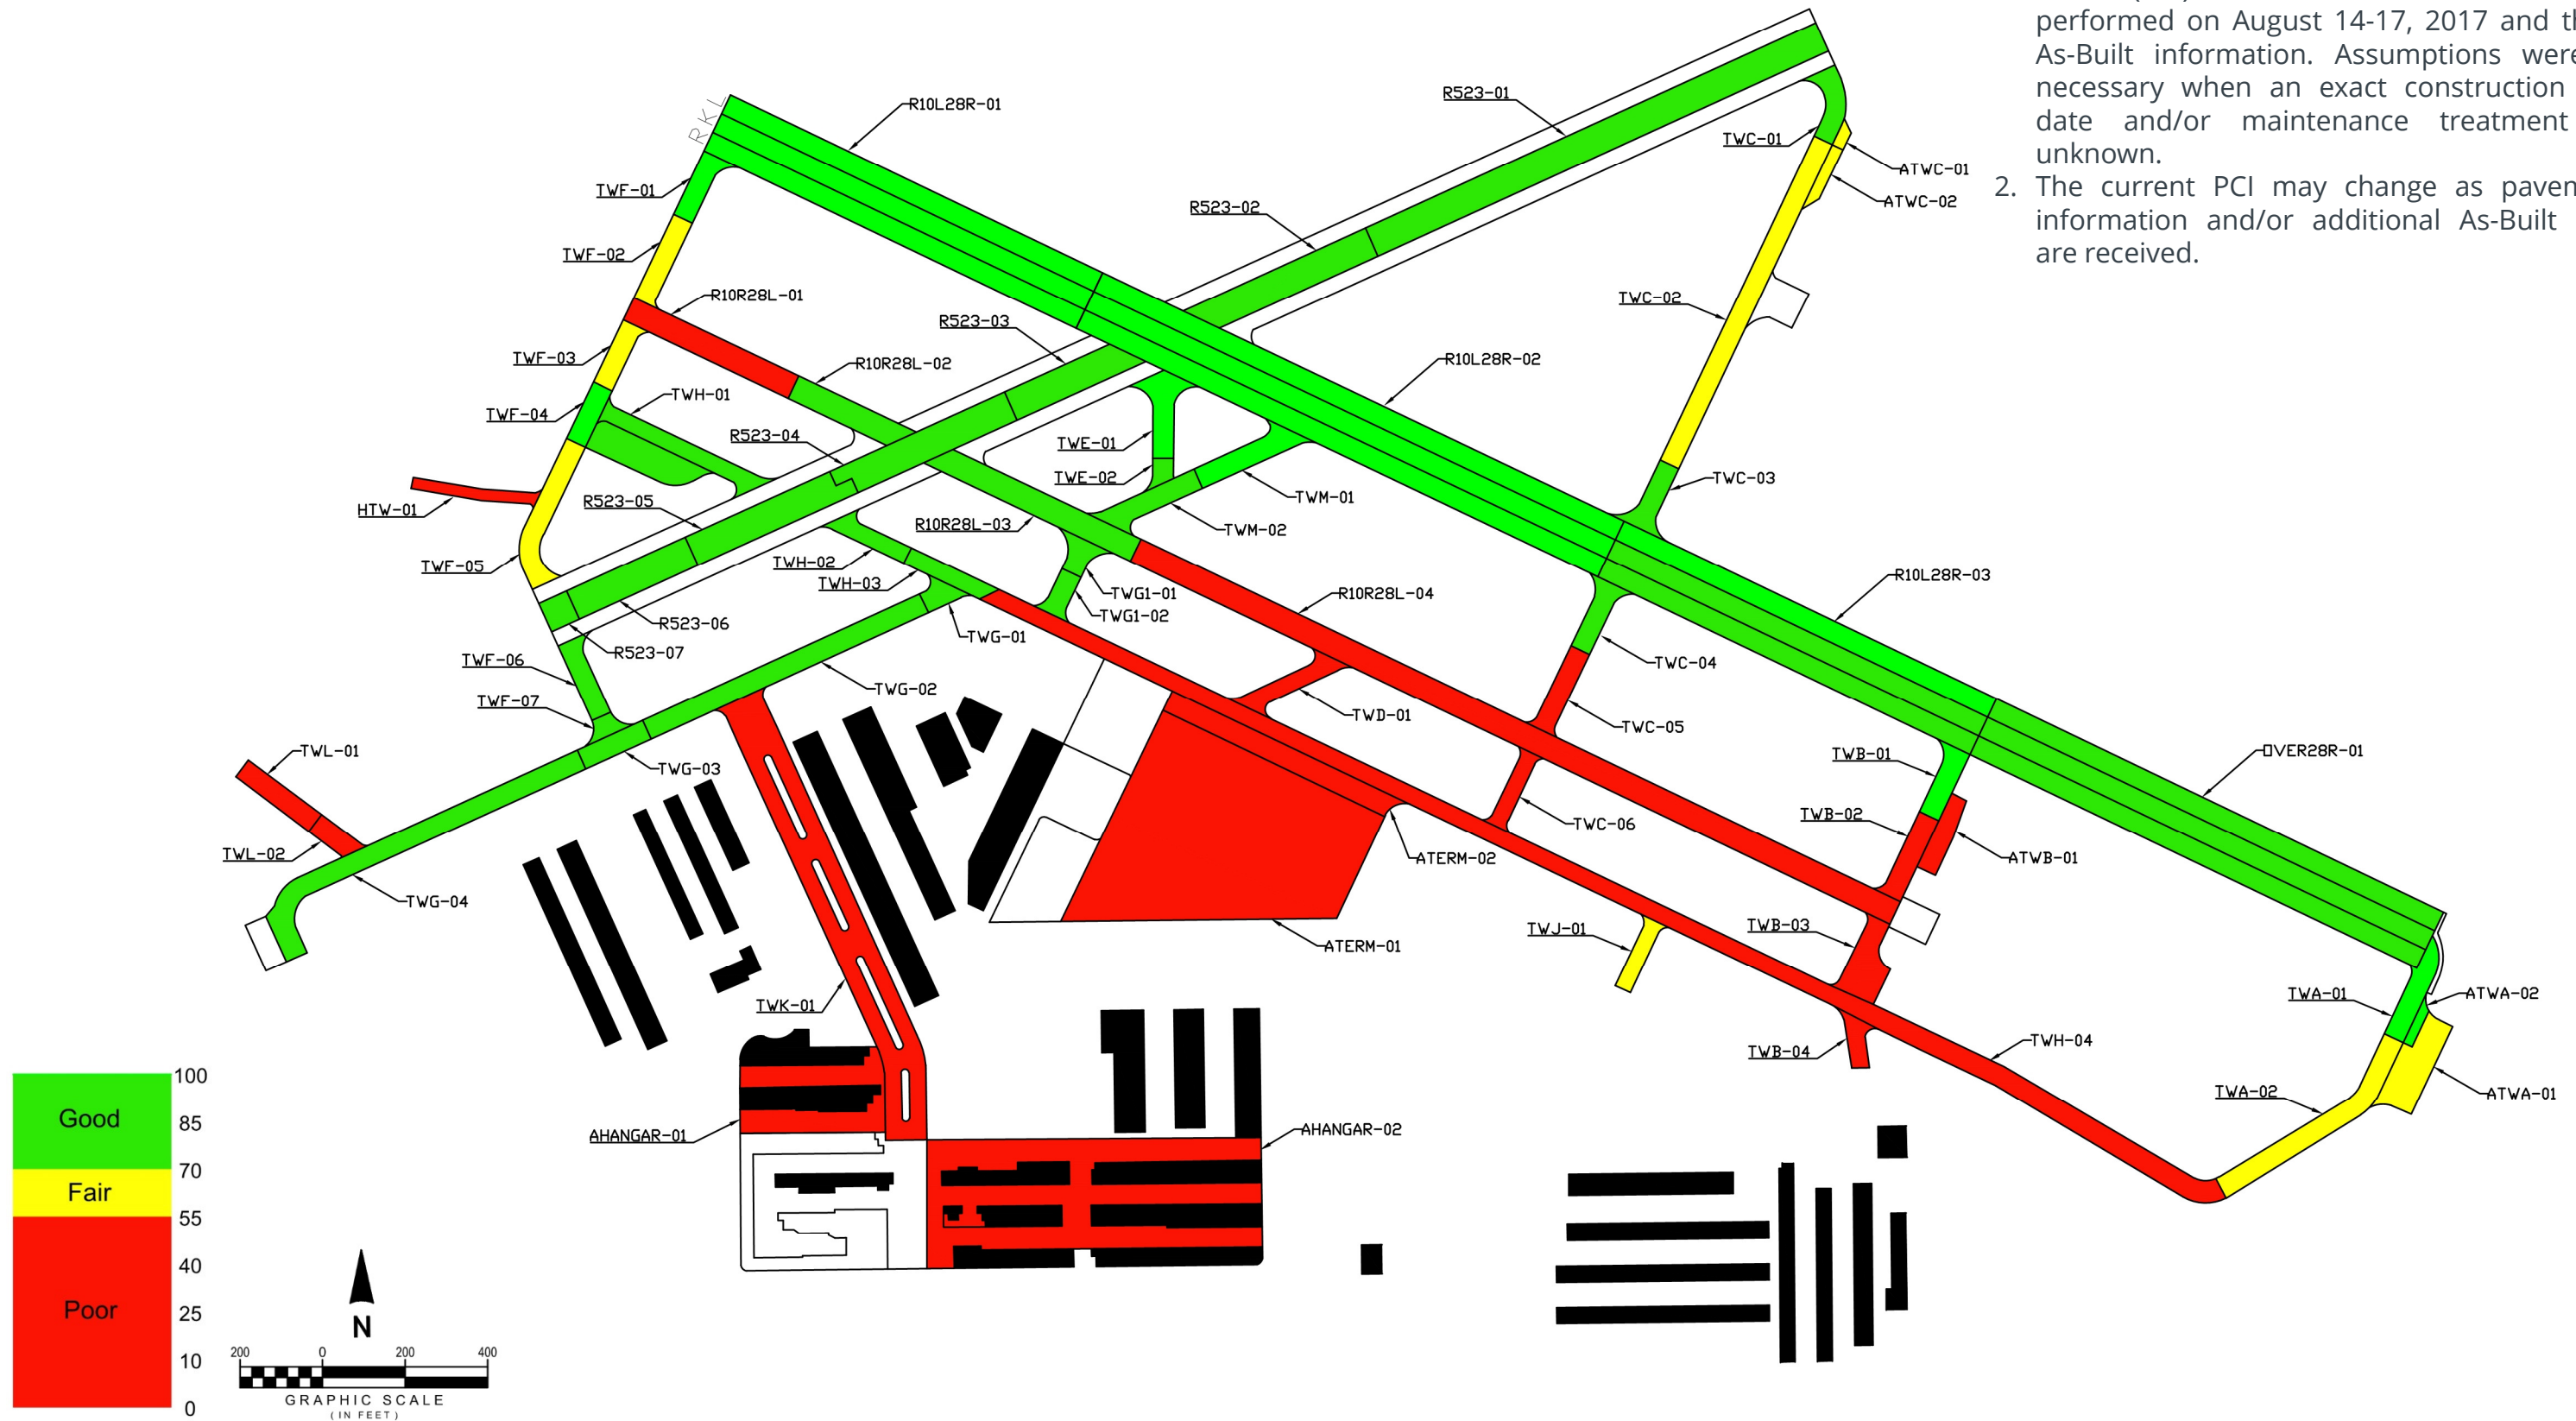 performed on August 14-17, 2017 and
As-Built information. Assumptions were
necessary when an exact construction
date and/or maintenance treatment
unknown.
2. The current PCI may change as
information and/or additional As-Built
are received.
RKL
R10L28R-01
R523-01
TWC-01
ATWC-01
ATWC-02
TWF-01
R523-02
TWF-02
R10R28L-01
TWC-02
R523-03
TWF-03
R10R28L-02
R10L28R-02
TWH-01
TWF-04
R523-04
TWE-01
TWE-02
TWC-03
TWM-01
HTW-01
R523-05
R10R28L-03
TWM-02
TWF-05
TWH-02
TWH-03
R10L28R-03
TWG1-01
R10R28L-04
TWG1-02
R523-06
TWG-01
R523-07
TWF-06
TWC-04
TWG-02
TWF-07
TWD-01
TWC-05
TWL-01
TWB-01
OVER28R-01
TWG-03
TWB-02
TWC-06
TWL-02
ATERM-02
ATWB-01
TWG-04
TWJ-01
TWB-03
ATERM-01
TWK-01
TWA-01
ATWA-02
TWB-04
TWH-04
TWA-02
ATWA-01
AHANGAR-01
AHANGAR-02
100
Good
85
70
Fair
55
40
Poor
25
10
0
N
200 0 200 400
GRAPHIC SCALE
(IN FEET)